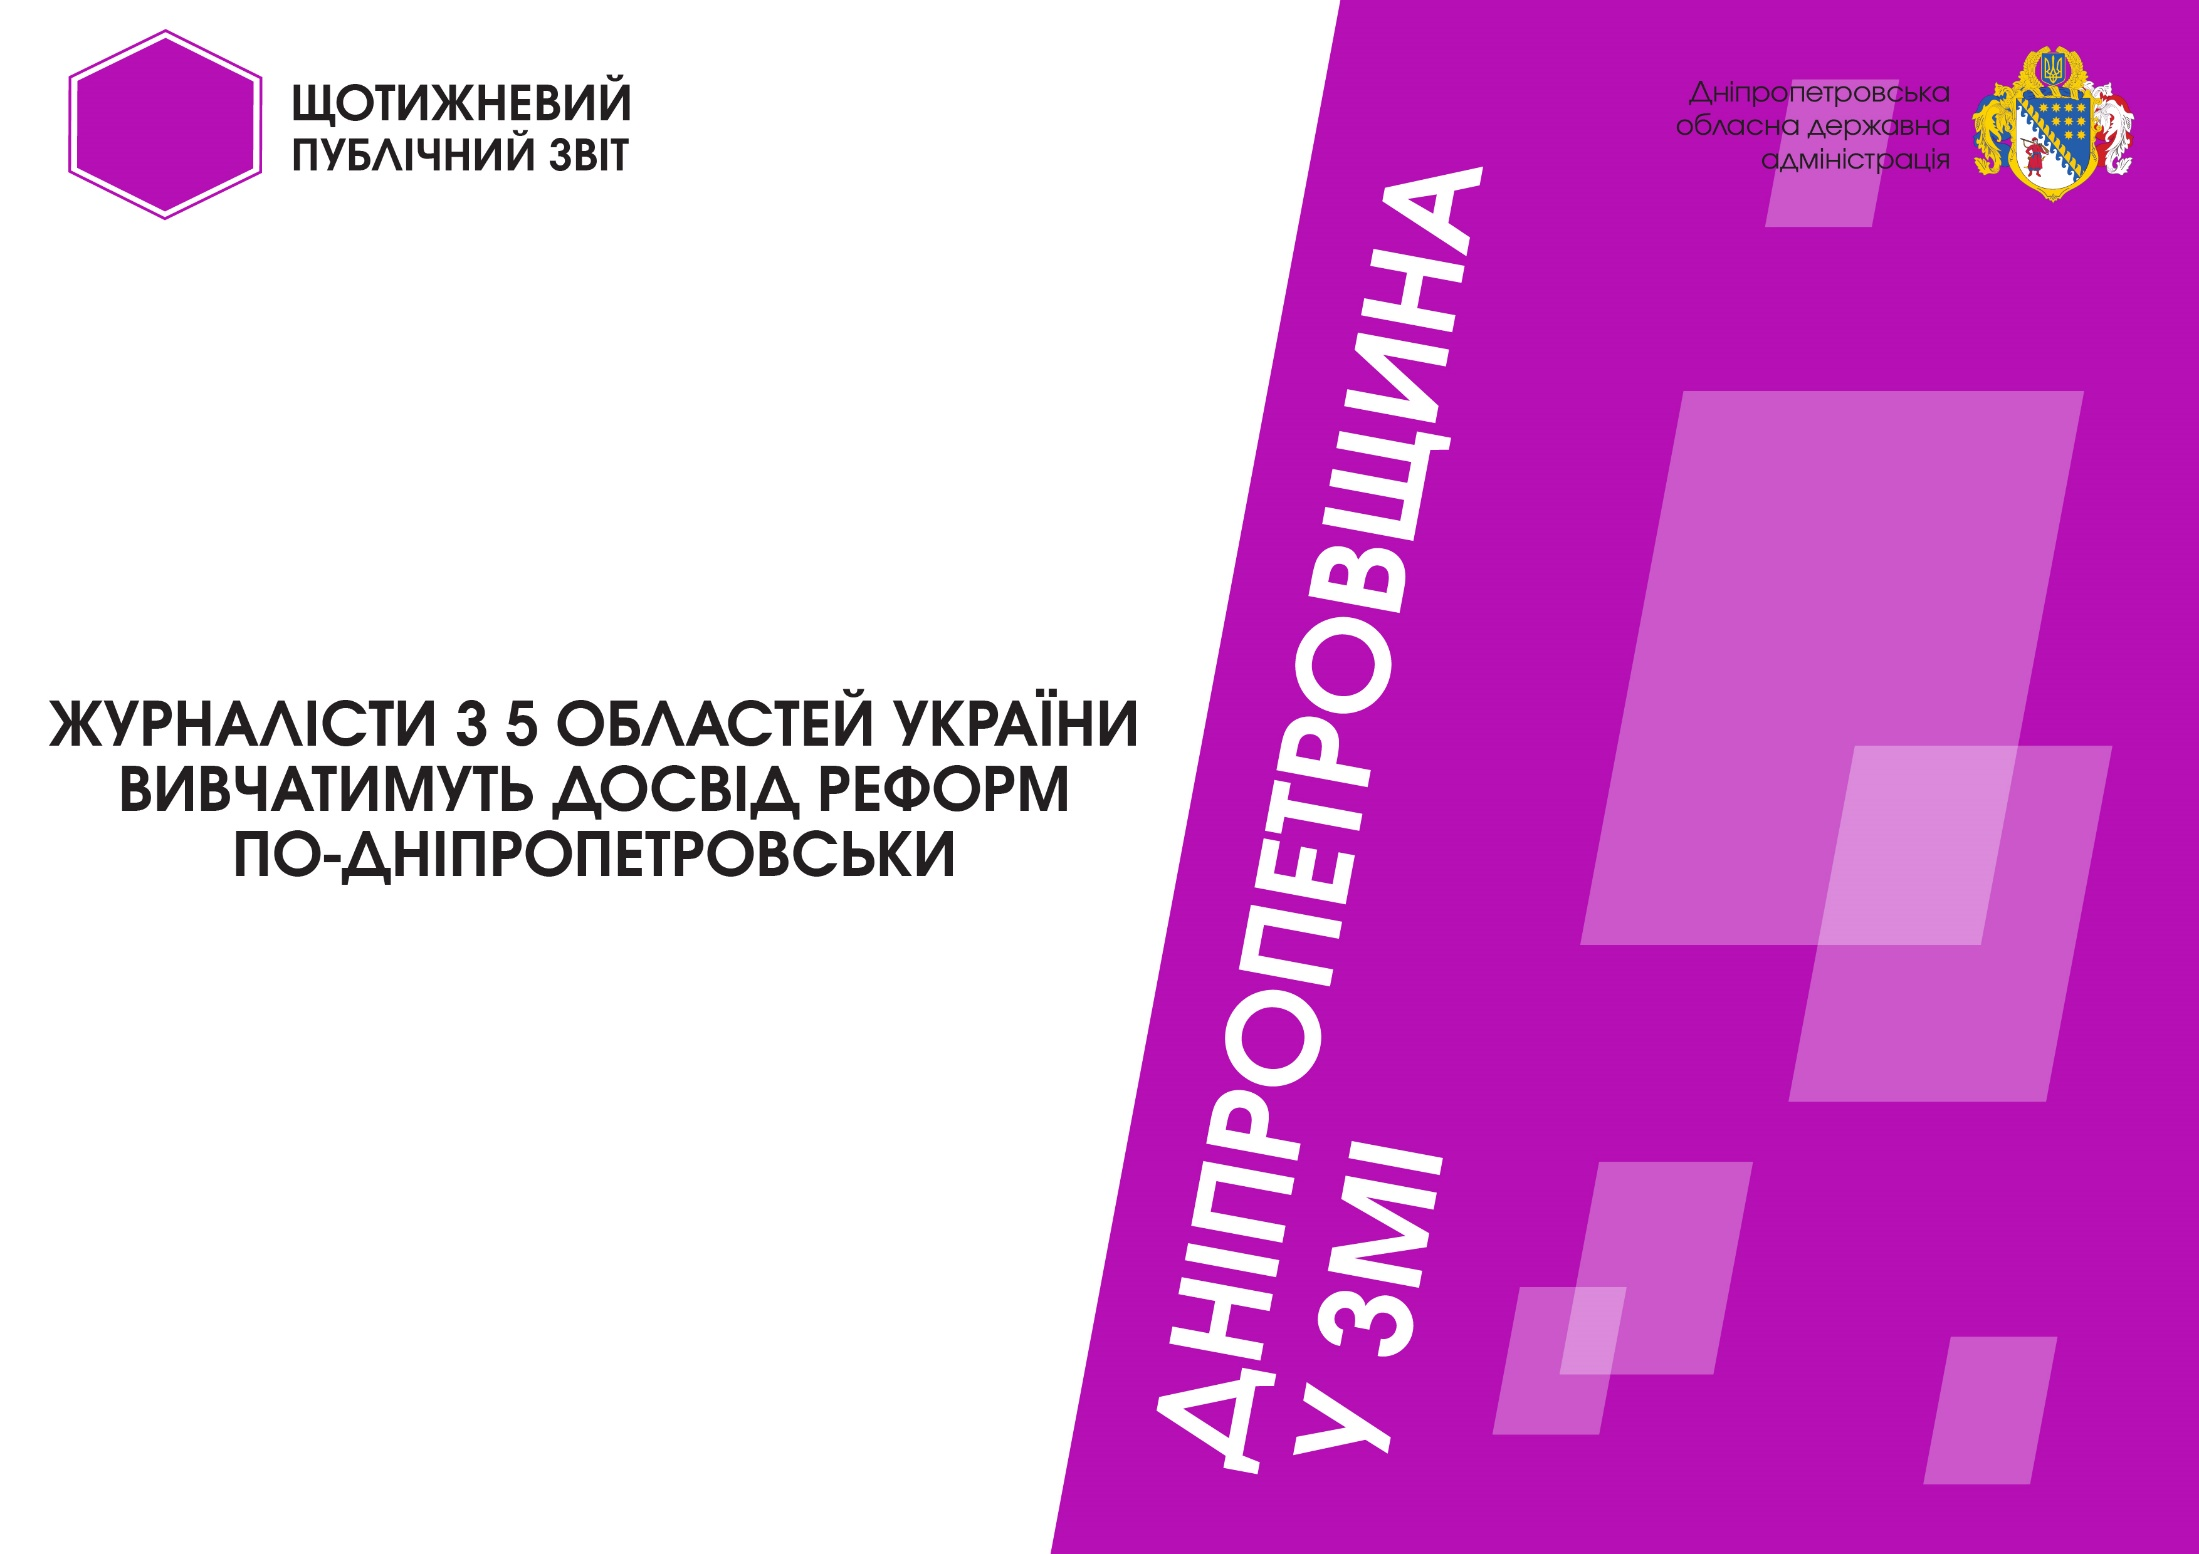 ЩОТИЖНЕВИЙ
ПУБЛІЧНИЙ ЗВІТ
Дніпропетровська
обласна державна
адміністрація
ЖУРНАЛІСТИ З 5 ОБЛАСТЕЙ УКРАЇНИ
ВИВЧАТИМУТЬ ДОСВІД РЕФОРМ
ПО-ДНІПРОПЕТРОВСЬКИ
ДНІПРОПЕТРОВЩИНА
У ЗМІ